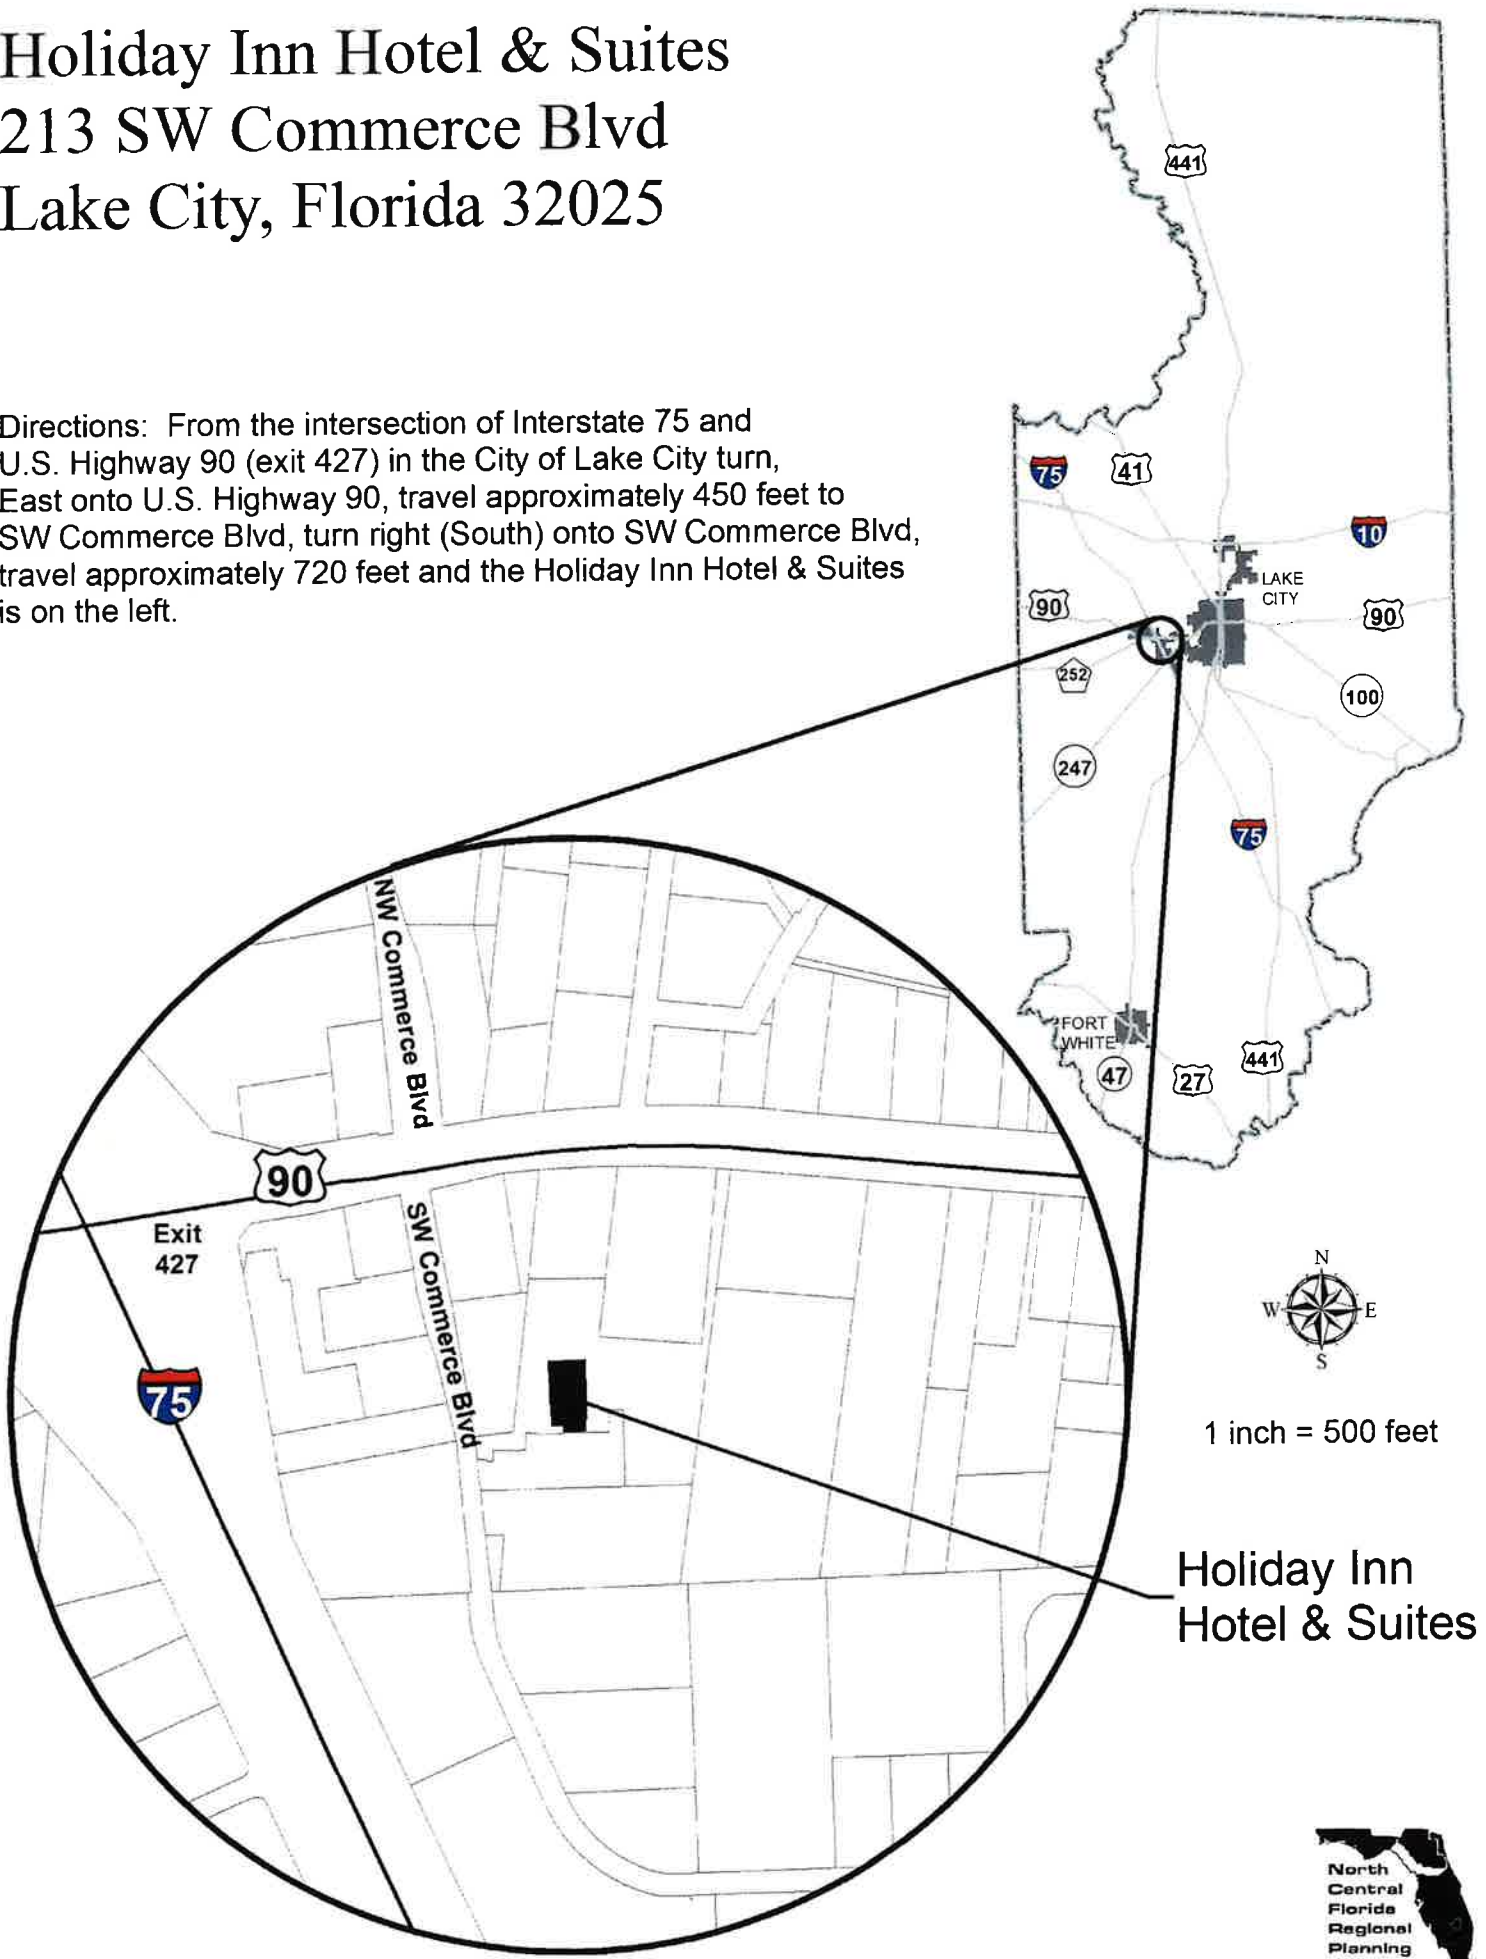 Holiday Inn Hotel & Suites
213 SW Commerce Blvd
Lake City, Florida 32025
Directions: From the intersection of Interstate 75 and
U.S. Highway 90 (exit 427) in the City of Lake City turn,
East onto U.S. Highway 90, travel approximately 450 feet to
SW Commerce Blvd, turn right (South) onto SW Commerce Blvd,
travel approximately 720 feet and the Holiday Inn Hotel & Suites
is on the left.
441
75
41
10
LAKE
CITY
90
90
252
100
247
75
FORT
WHITE
47
27
441
NW Commerce Blvd
90
Exit
427
SW Commerce Blvd
75
N
W
E
S
1 inch = 500 feet
Holiday Inn
Hotel & Suites
North
Central
Florida
Regional
Planning